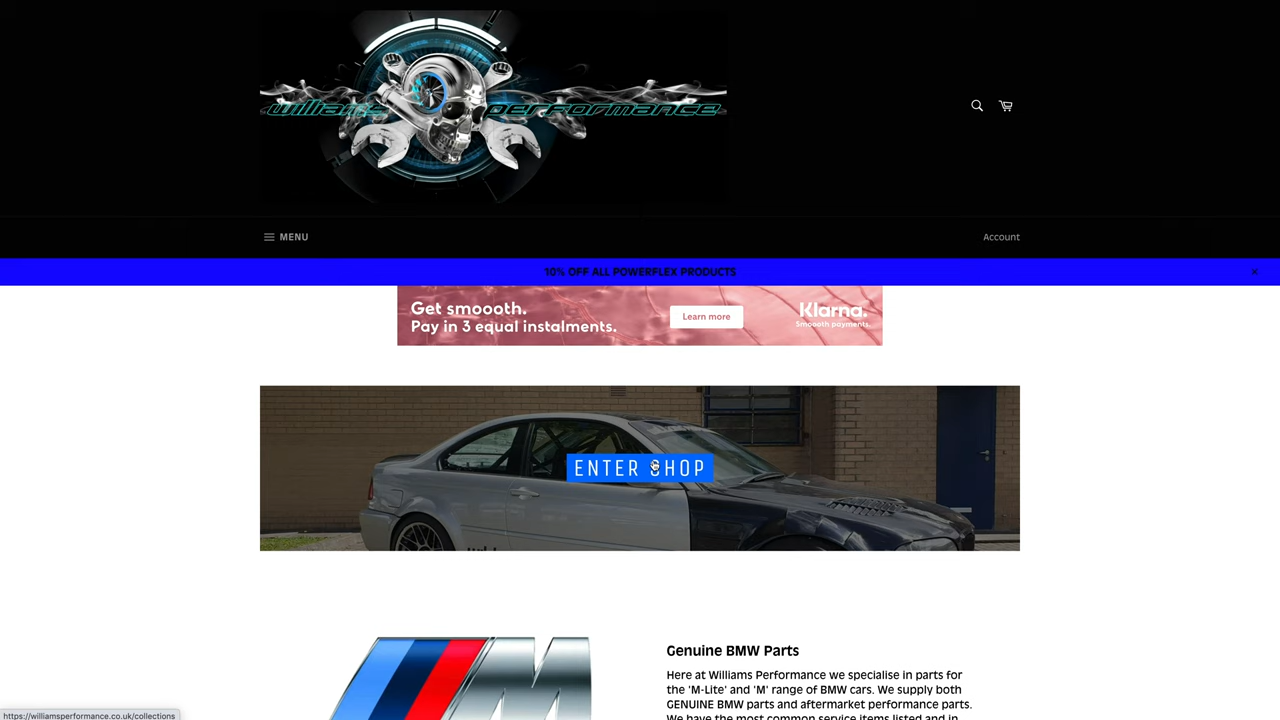 williams performance
MENU
Account
10% OFF ALL POWERFLEX PRODUCTS
×
Get smoooth.
Pay in 3 equal instalments.
Learn more
Klarna.
Smoooth payments.
ENTER SHOP
Genuine BMW Parts
Here at Williams Performance we specialise in parts for
the 'M-Lite' and 'M' range of BMW cars. We supply both
GENUINE BMW parts and aftermarket performance parts.
We have the most common service items listed and in
https://williamsperformance.co.uk/collections